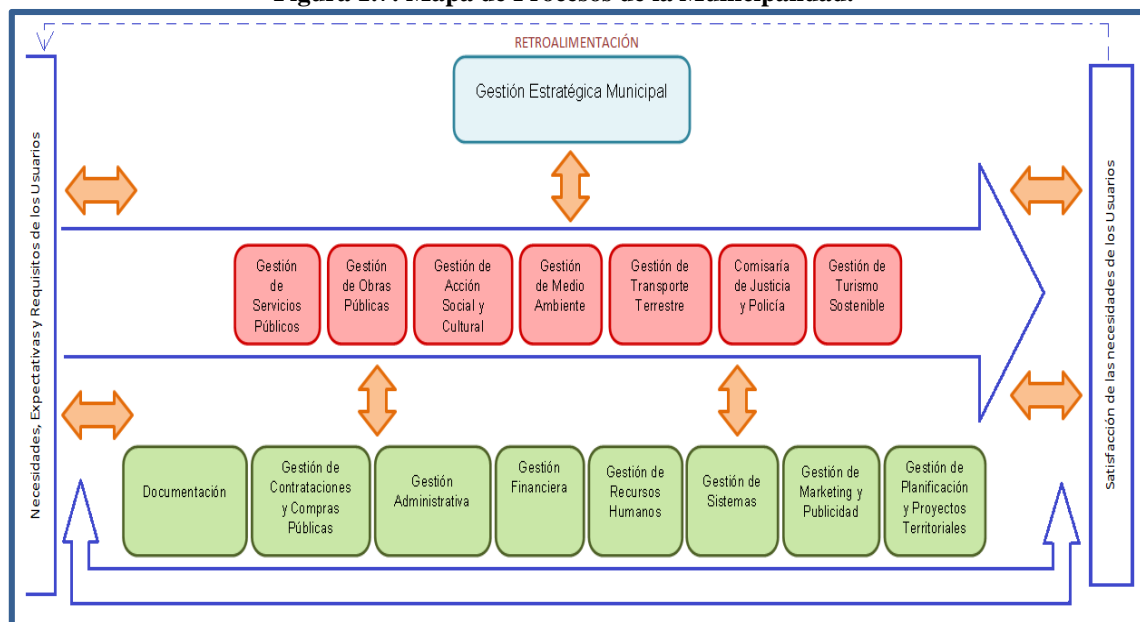 RETROALIMENTACIÓN
Gestión Estratégica Municipal
Necesidades, Expectativas y Requisitos de los Usuarios
Gestión
de
Servicios
Públicos
Gestión
de Obras
Públicas
Gestión de
Acción
Social y
Cultural
Gestión
de Medio
Ambiente
Gestión de
Transporte
Terrestre
Comisaría
de Justicia
y Policía
Gestión de
Turismo
Sostenible
Satisfacción de las necesidades de los Usuarios
Documentación
Gestión de
Contrataciones
y Compras
Públicas
Gestión
Administrativa
Gestión
Financiera
Gestión de
Recursos
Humanos
Gestión de
Sistemas
Gestión de
Marketing y
Publicidad
Gestión de
Planificación
y Proyectos
Territoriales